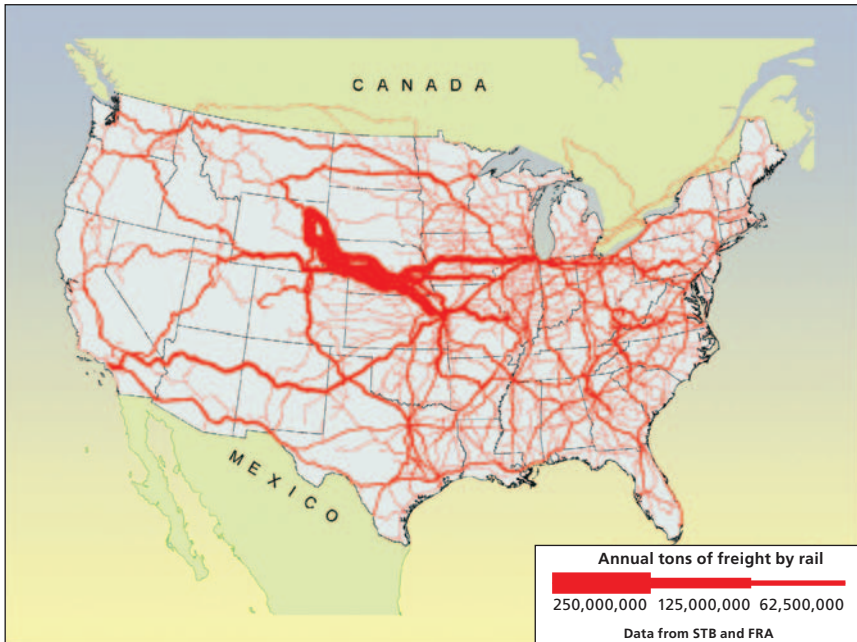 CANADA
MEXICO
Annual tons of freight by rail
250,000,000 125,000,000 62,500,000
Data from STB and FRA